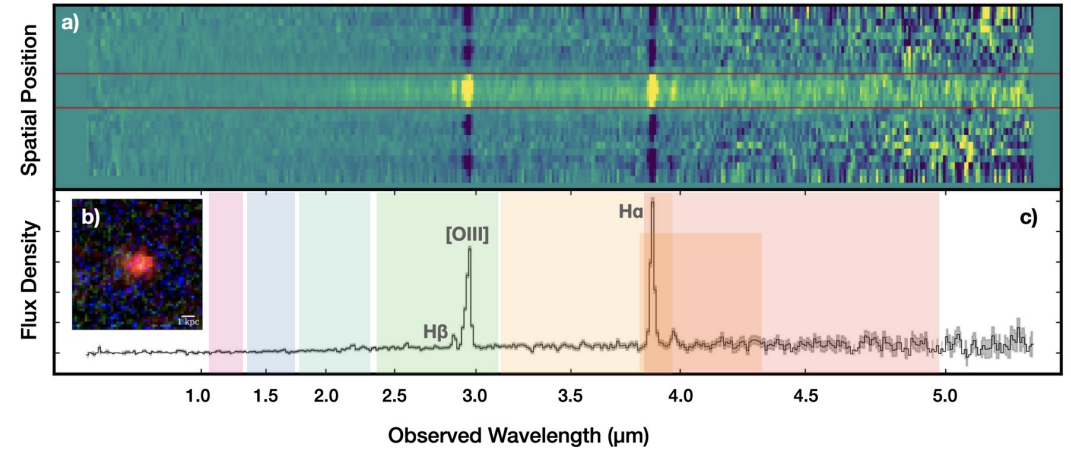 a)
Spatial Position
b)
1 kpc
c)
Flux Density
Hβ
[OIII]
Hα
1.0 1.5 2.0 2.5 3.0 3.5 4.0 4.5 5.0
Observed Wavelength (μm)